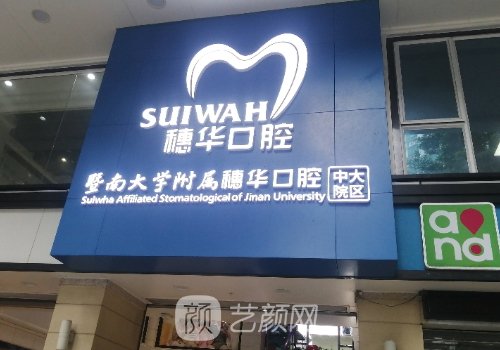 SUIWAH
穗华口腔
暨南大学附属穗华口腔 中大院区
Suiwha Affiliated Stomatological of Jinan University
and
颜 艺颜网